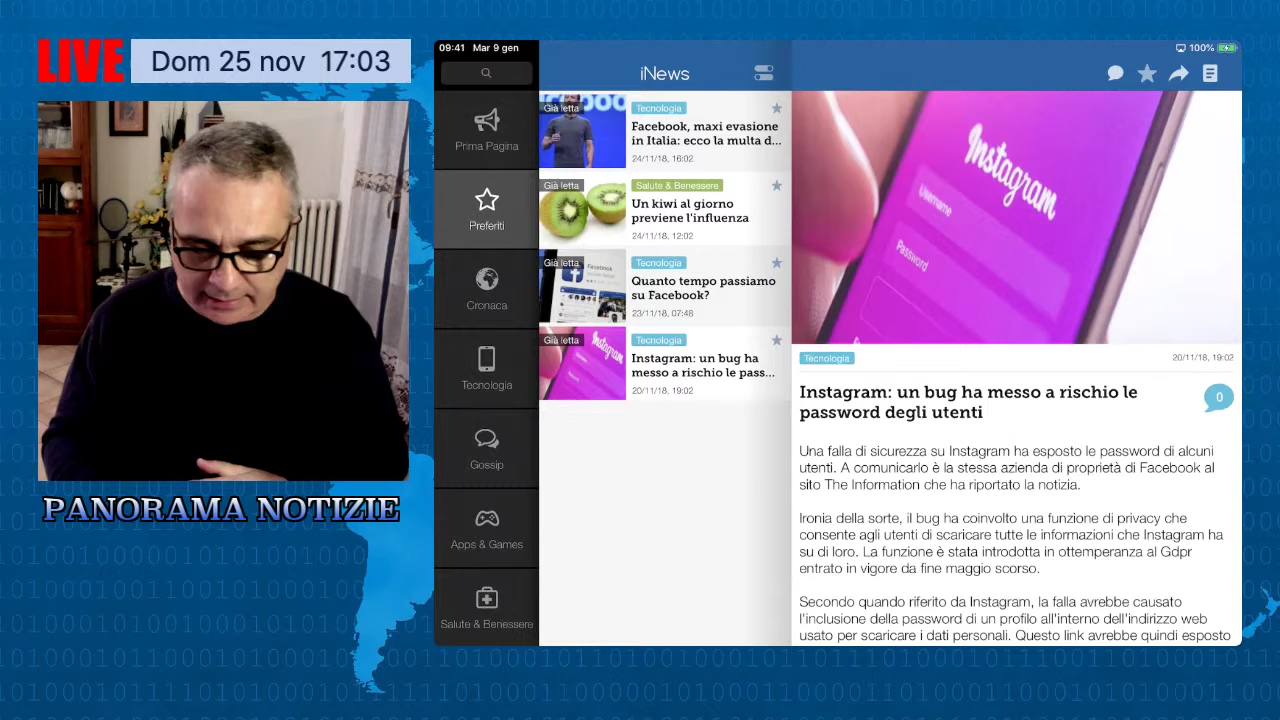 LIVE
Dom 25 nov 17:03
PANORAMA NOTIZIE
09:41 Mar 9 gen
100%
iNews
Prima Pagina
Preferiti
Cronaca
Tecnologia
Gossip
Apps & Games
Salute & Benessere
Già letta
Tecnologia
Facebook, maxi evasione
in Italia: ecco la multa d...
24/11/18, 16:02
Già letta
Salute & Benessere
Un kiwi al giorno
previene l'influenza
24/11/18, 12:02
Già letta
Facebook
Tecnologia
Quanto tempo passiamo
su Facebook?
23/11/18, 07:48
Già letta
Instagram
Tecnologia
Instagram: un bug ha
messo a rischio le pass...
20/11/18, 19:02
Instagram
Username
Password
Tecnologia
20/11/18, 19:02
Instagram: un bug ha messo a rischio le
password degli utenti
0
Una falla di sicurezza su Instagram ha esposto le password di alcuni
utenti. A comunicarlo è la stessa azienda di proprietà di Facebook al
sito The Information che ha riportato la notizia.
Ironia della sorte, il bug ha coinvolto una funzione di privacy che
consente agli utenti di scaricare tutte le informazioni che Instagram ha
su di loro. La funzione è stata introdotta in ottemperanza al Gdpr
entrato in vigore da fine maggio scorso.
Secondo quando riferito da Instagram, la falla avrebbe causato
l'inclusione della password di un profilo all'interno dell'indirizzo web
usato per scaricare i dati personali. Questo link avrebbe quindi esposto